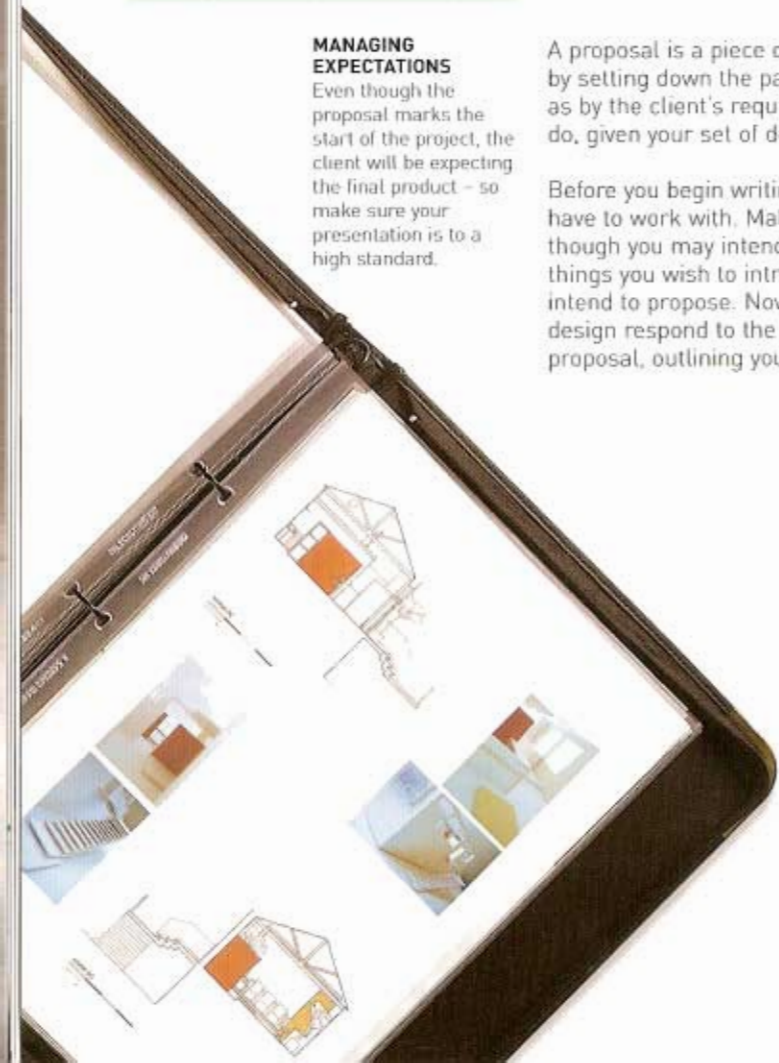 MANAGING
EXPECTATIONS
Even though the
proposal marks the
start of the project, the
client will be expecting
the final product – so
make sure your
presentation is to a
high standard.
A proposal is a piece
by setting down the pa
as by the client's requ
do, given your set of d
Before you begin writi
have to work with. Mal
though you may intend
things you wish to intr
intend to propose. Nov
design respond to the
proposal, outlining you